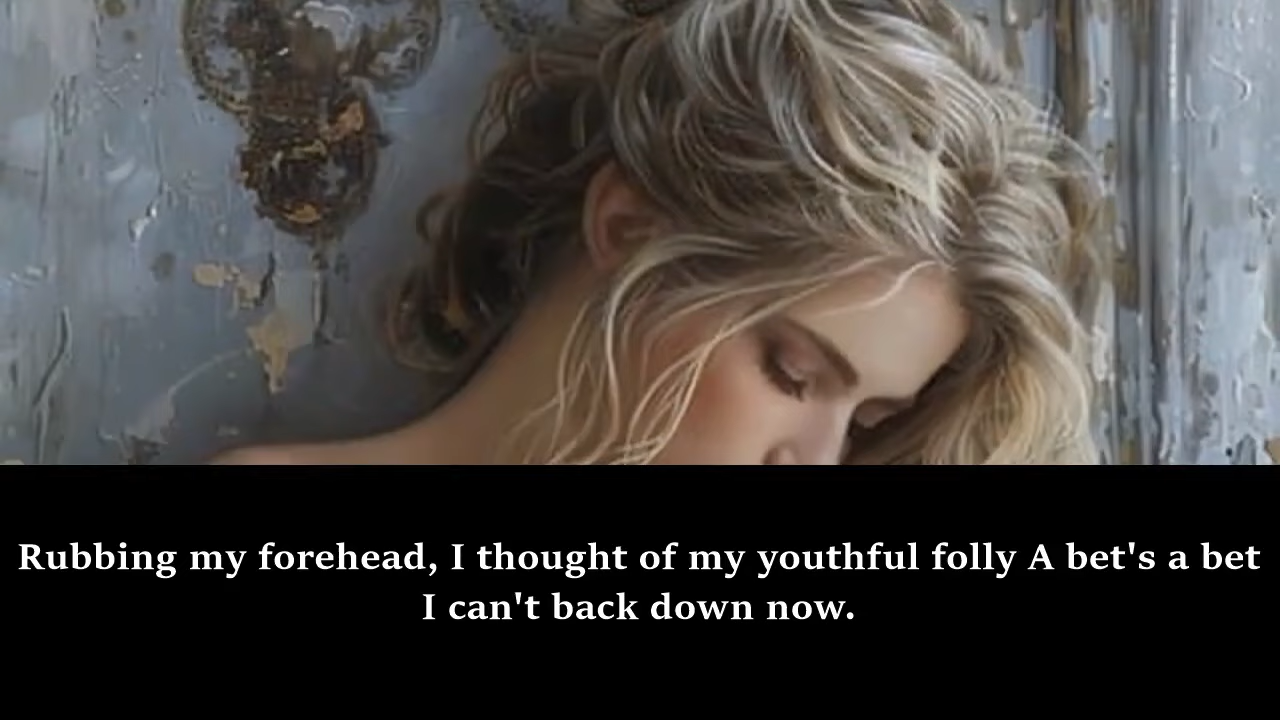 Rubbing my forehead, I thought of my youthful folly A bet's a bet
I can't back down now.